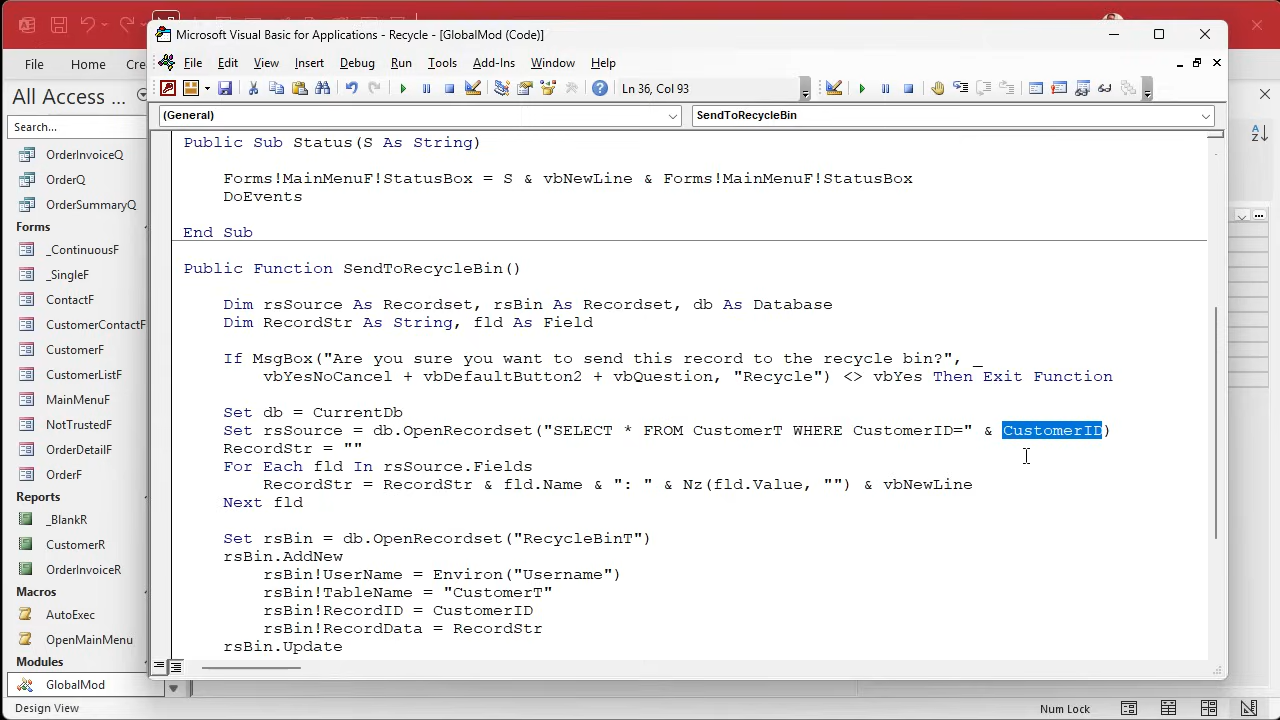 Microsoft Visual Basic for Applications - Recycle - [GlobalMod (Code)]
File Home
File Edit View Insert Format Debug Run Tools Add-Ins Window Help
Ln 36, Col 93
All Access ...
Search...
(General)
SendToRecycleBin
OrderInvoiceQ
OrderQ
OrderSummaryQ
Forms
_ContinuousF
_SingleF
ContactF
CustomerContactF
CustomerF
CustomerListF
MainMenuF
NotTrustedF
OrderDetailF
OrderF
Reports
_BlankR
CustomerR
OrderInvoiceR
Macros
AutoExec
OpenMainMenu
Modules
GlobalMod
Public Sub Status(S As String)
Forms!MainMenuF!StatusBox = S & vbNewLine & Forms!MainMenuF!StatusBox
DoEvents
End Sub
Public Function SendToRecycleBin()
Dim rsSource As Recordset, rsBin As Recordset, db As Database
Dim RecordStr As String, fld As Field
If MsgBox("Are you sure you want to send this record to the recycle bin?", _
vbYesNoCancel + vbDefaultButton2 + vbQuestion, "Recycle") <> vbYes Then Exit Function
Set db = CurrentDb
Set rsSource = db.OpenRecordset("SELECT * FROM CustomerT WHERE CustomerID=" & CustomerID)
RecordStr = ""
For Each fld In rsSource.Fields
RecordStr = RecordStr & fld.Name & ": " & Nz(fld.Value, "") & vbNewLine
Next fld
Set rsBin = db.OpenRecordset("RecycleBinT")
rsBin.AddNew
rsBin!UserName = Environ("Username")
rsBin!TableName = "CustomerT"
rsBin!RecordID = CustomerID
rsBin!RecordData = RecordStr
rsBin.Update
Design View
Num Lock